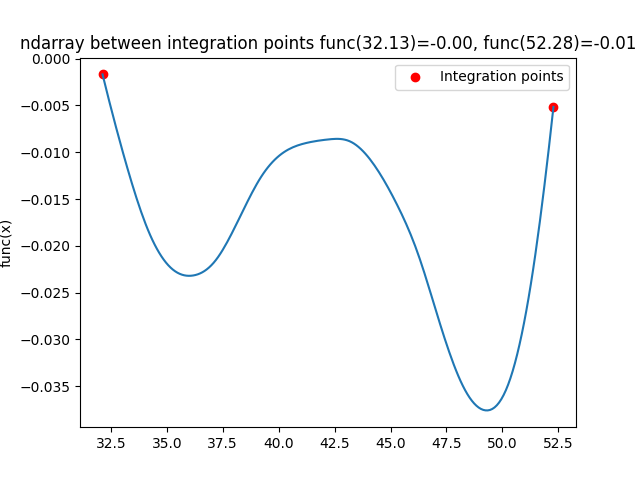 ndarray between integration points func(32.13)=-0.00, func(52.28)=-0.01
Integration points
func(x)
0.000
−0.005
−0.010
−0.015
−0.020
−0.025
−0.030
−0.035
32.5 35.0 37.5 40.0 42.5 45.0 47.5 50.0 52.5